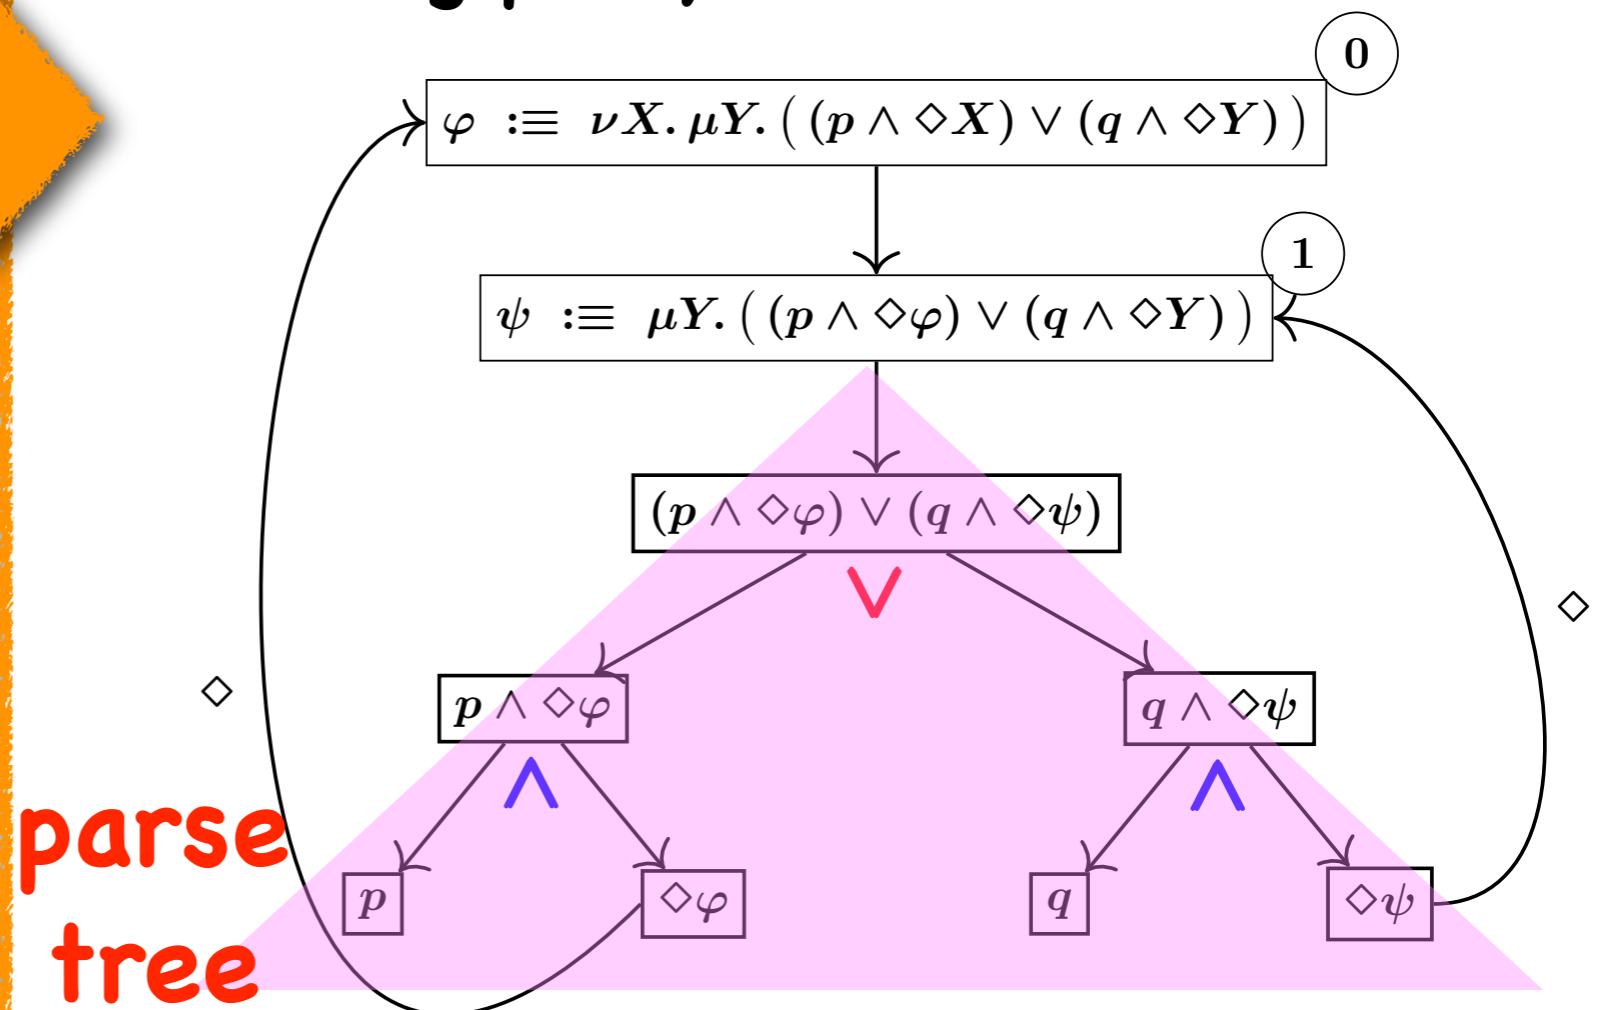 0
φ :≡ νX. μY. ( (p ∧ ◇X) ∨ (q ∧ ◇Y) )
1
ψ :≡ μY. ( (p ∧ ◇φ) ∨ (q ∧ ◇Y) )
(p ∧ ◇φ) ∨ (q ∧ ◇ψ)
∨
◇
◇
p ∧ ◇φ
q ∧ ◇ψ
∧
∧
parse
p
◇φ
q
◇ψ
tree